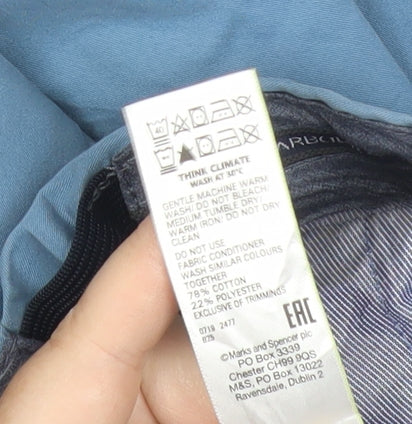 40
THINK CLIMATE
WASH AT 30°C
GENTLE MACHINE WARM
WASH/ DO NOT BLEACH/
MEDIUM TUMBLE DRY/
WARM IRON/ DO NOT DRY
CLEAN
DO NOT USE
FABRIC CONDITIONER
WASH SIMILAR COLOURS
TOGETHER
78% COTTON
22% POLYESTER
EXCLUSIVE OF TRIMMINGS
0718 2477
075
EAC
©Marks and Spencer plc
PO Box 3339
Chester CH99 9QS
M&S, PO Box 13022
Ravensdale, Dublin 2